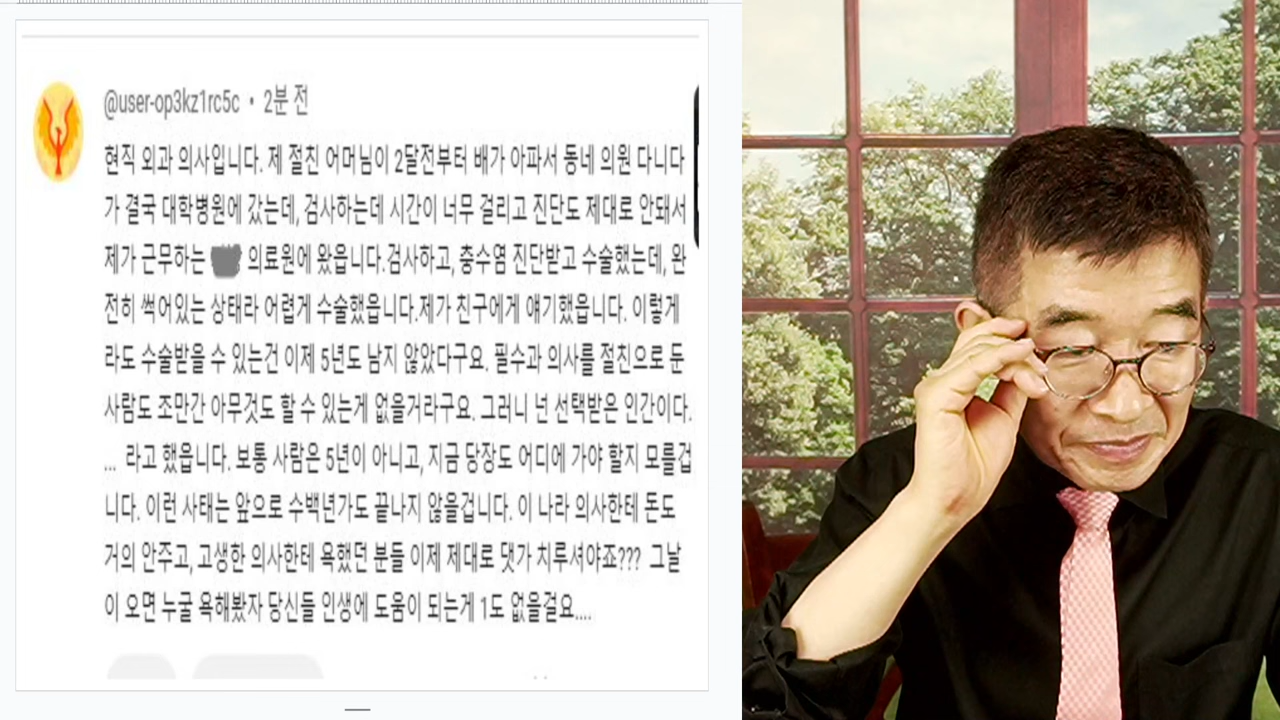 @user-op3kz1rc5c • 2분 전
현직 외과 의사입니다. 제 절친 어머님이 2달전부터 배가 아파서 동네 의원 다니다
가 결국 대학병원에 갔는데, 검사하는데 시간이 너무 걸리고 진단도 제대로 안돼서
제가 근무하는 의료원에 왔읍니다.검사하고, 충수염 진단받고 수술했는데, 완
전히 썩어있는 상태라 어렵게 수술했읍니다.제가 친구에게 얘기했읍니다. 이렇게
라도 수술받을 수 있는건 이제 5년도 남지 않았다구요. 필수과 의사를 절친으로 둔
사람도 조만간 아무것도 할 수 있는게 없을거라구요. 그러니 넌 선택받은 인간이다.
... 라고 했읍니다. 보통 사람은 5년이 아니고, 지금 당장도 어디에 가야 할지 모를겁
니다. 이런 사태는 앞으로 수백년가도 끝나지 않을겁니다. 이 나라 의사한테 돈도
거의 안주고, 고생한 의사한테 욕했던 분들 이제 제대로 댓가 치루셔야죠??? 그날
이 오면 누굴 욕해봤자 당신들 인생에 도움이 되는게 1도 없을걸요....